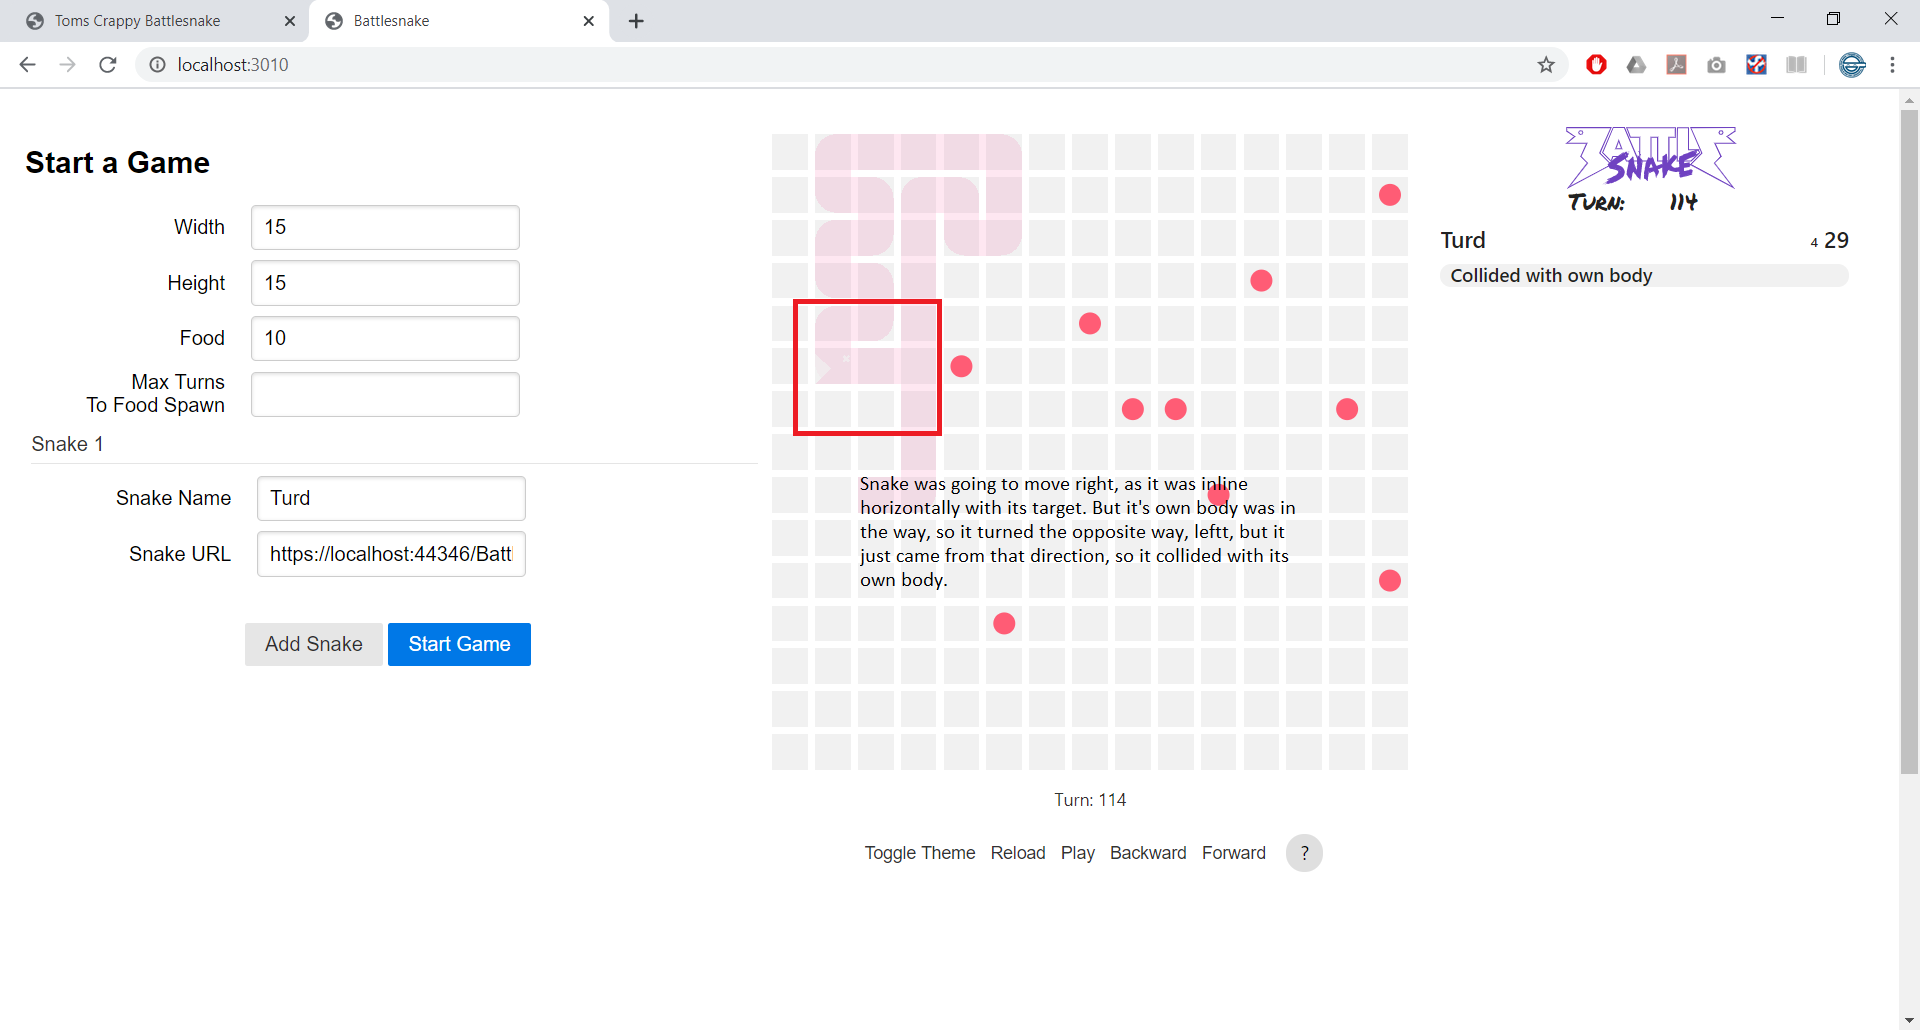 Toms Crappy Battlesnake
Battlesnake
localhost:3010
Start a Game
Width
15
Height
15
Food
10
Max Turns
To Food Spawn
Snake 1
Snake Name
Turd
Snake URL
https://localhost:44346/Battl
Add Snake
Start Game
Snake was going to move right, as it was inline
horizontally with its target. But it's own body was in
the way, so it turned the opposite way, leftt, but it
just came from that direction, so it collided with its
own body.
Turn: 114
Toggle Theme
Reload
Play
Backward
Forward
?
BATTLE
SNAKE
TURN: 114
Turd
4 29
Collided with own body